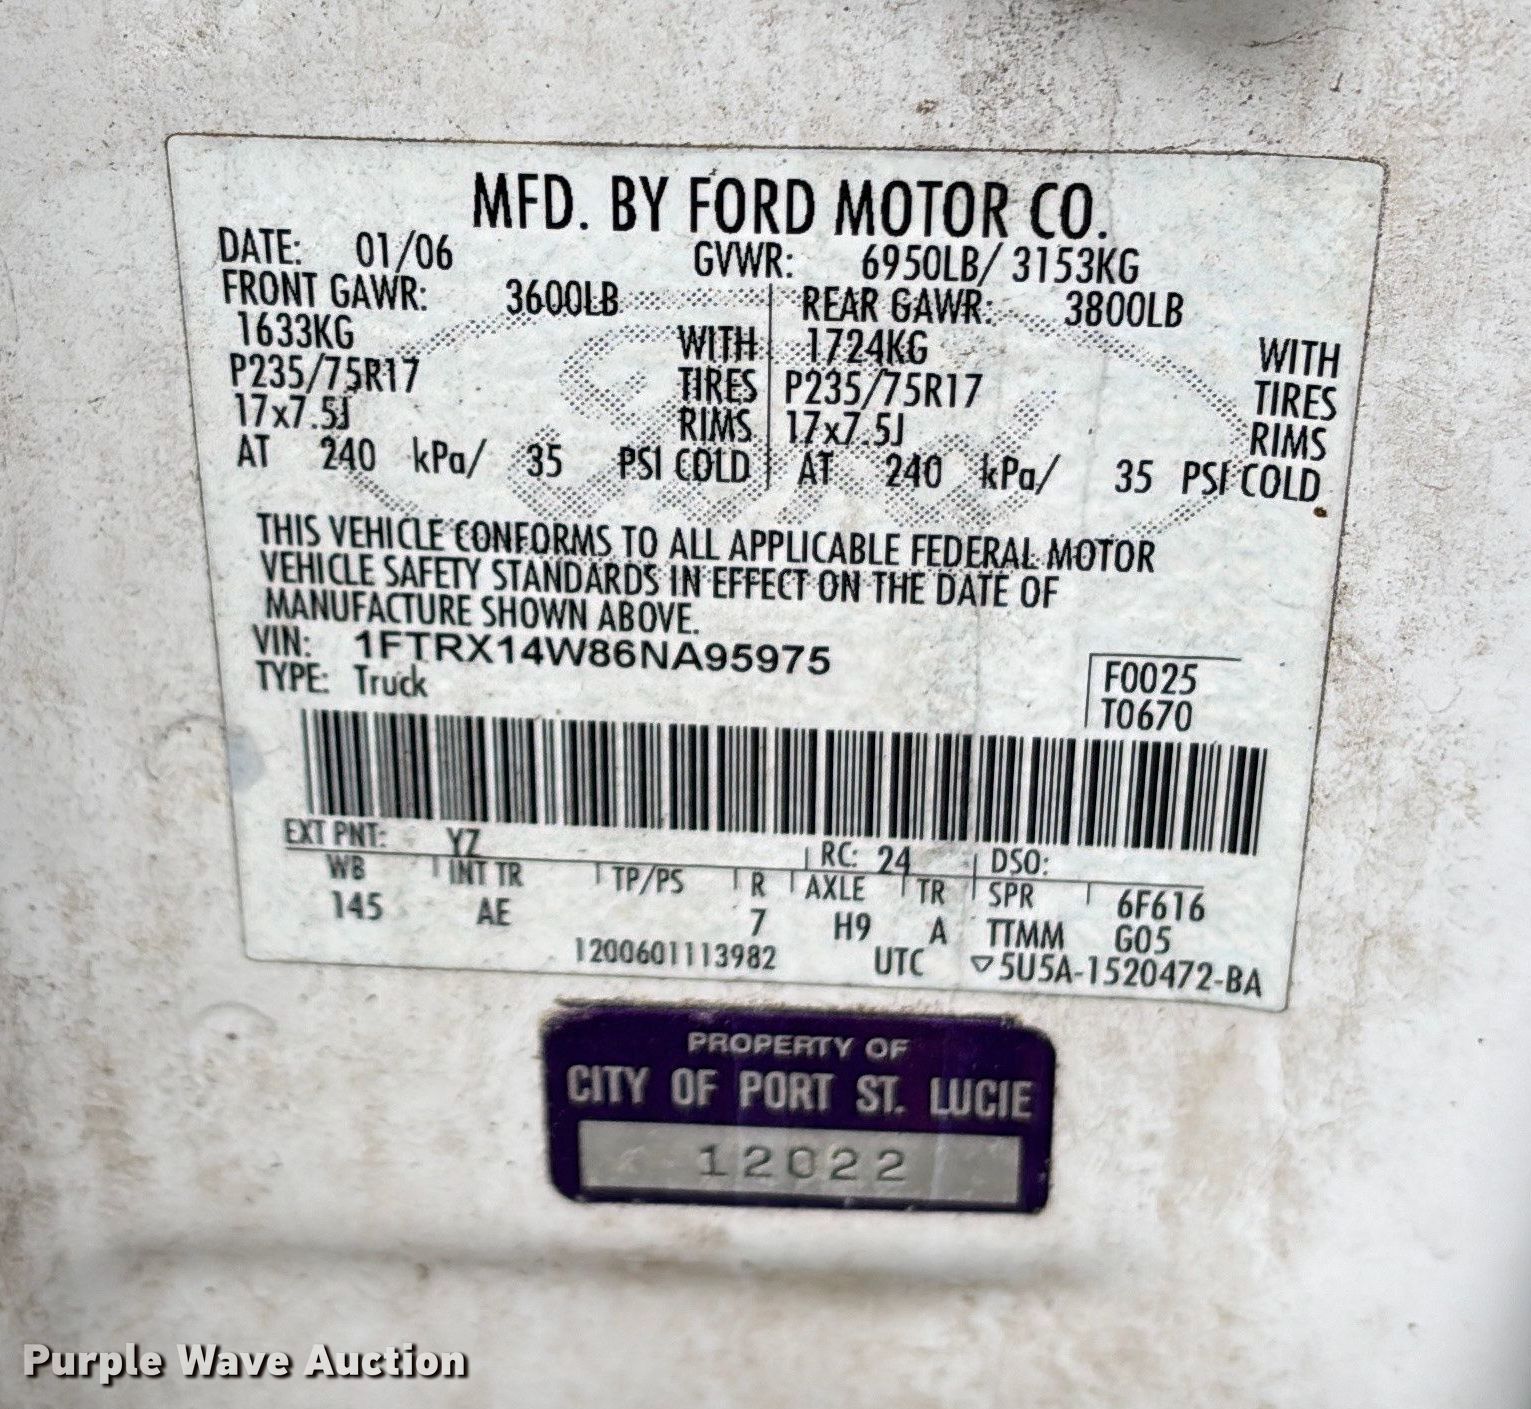 MFD. BY FORD MOTOR CO.
DATE: 01/06 GVWR: 6950LB/ 3153KG
FRONT GAWR: 3600LB REAR GAWR: 3800LB
1633KG WITH 1724KG WITH
P235/75R17 TIRES P235/75R17 TIRES
17x7.5J RIMS 17x7.5J RIMS
AT 240 kPa/ 35 PSI COLD AT 240 kPa/ 35 PSI COLD
THIS VEHICLE CONFORMS TO ALL APPLICABLE FEDERAL MOTOR
VEHICLE SAFETY STANDARDS IN EFFECT ON THE DATE OF
MANUFACTURE SHOWN ABOVE.
VIN: 1FTRX14W86NA95975
TYPE: Truck F0025
T0670
EXT PNT: YZ RC: 24 DSO:
WB INT TR TP/PS R AXLE TR SPR 6F616
145 AE 7 H9 A TTMM G05
1200601113982 UTC ▽5U5A-1520472-BA
PROPERTY OF
CITY OF PORT ST. LUCIE
12022
Purple Wave Auction